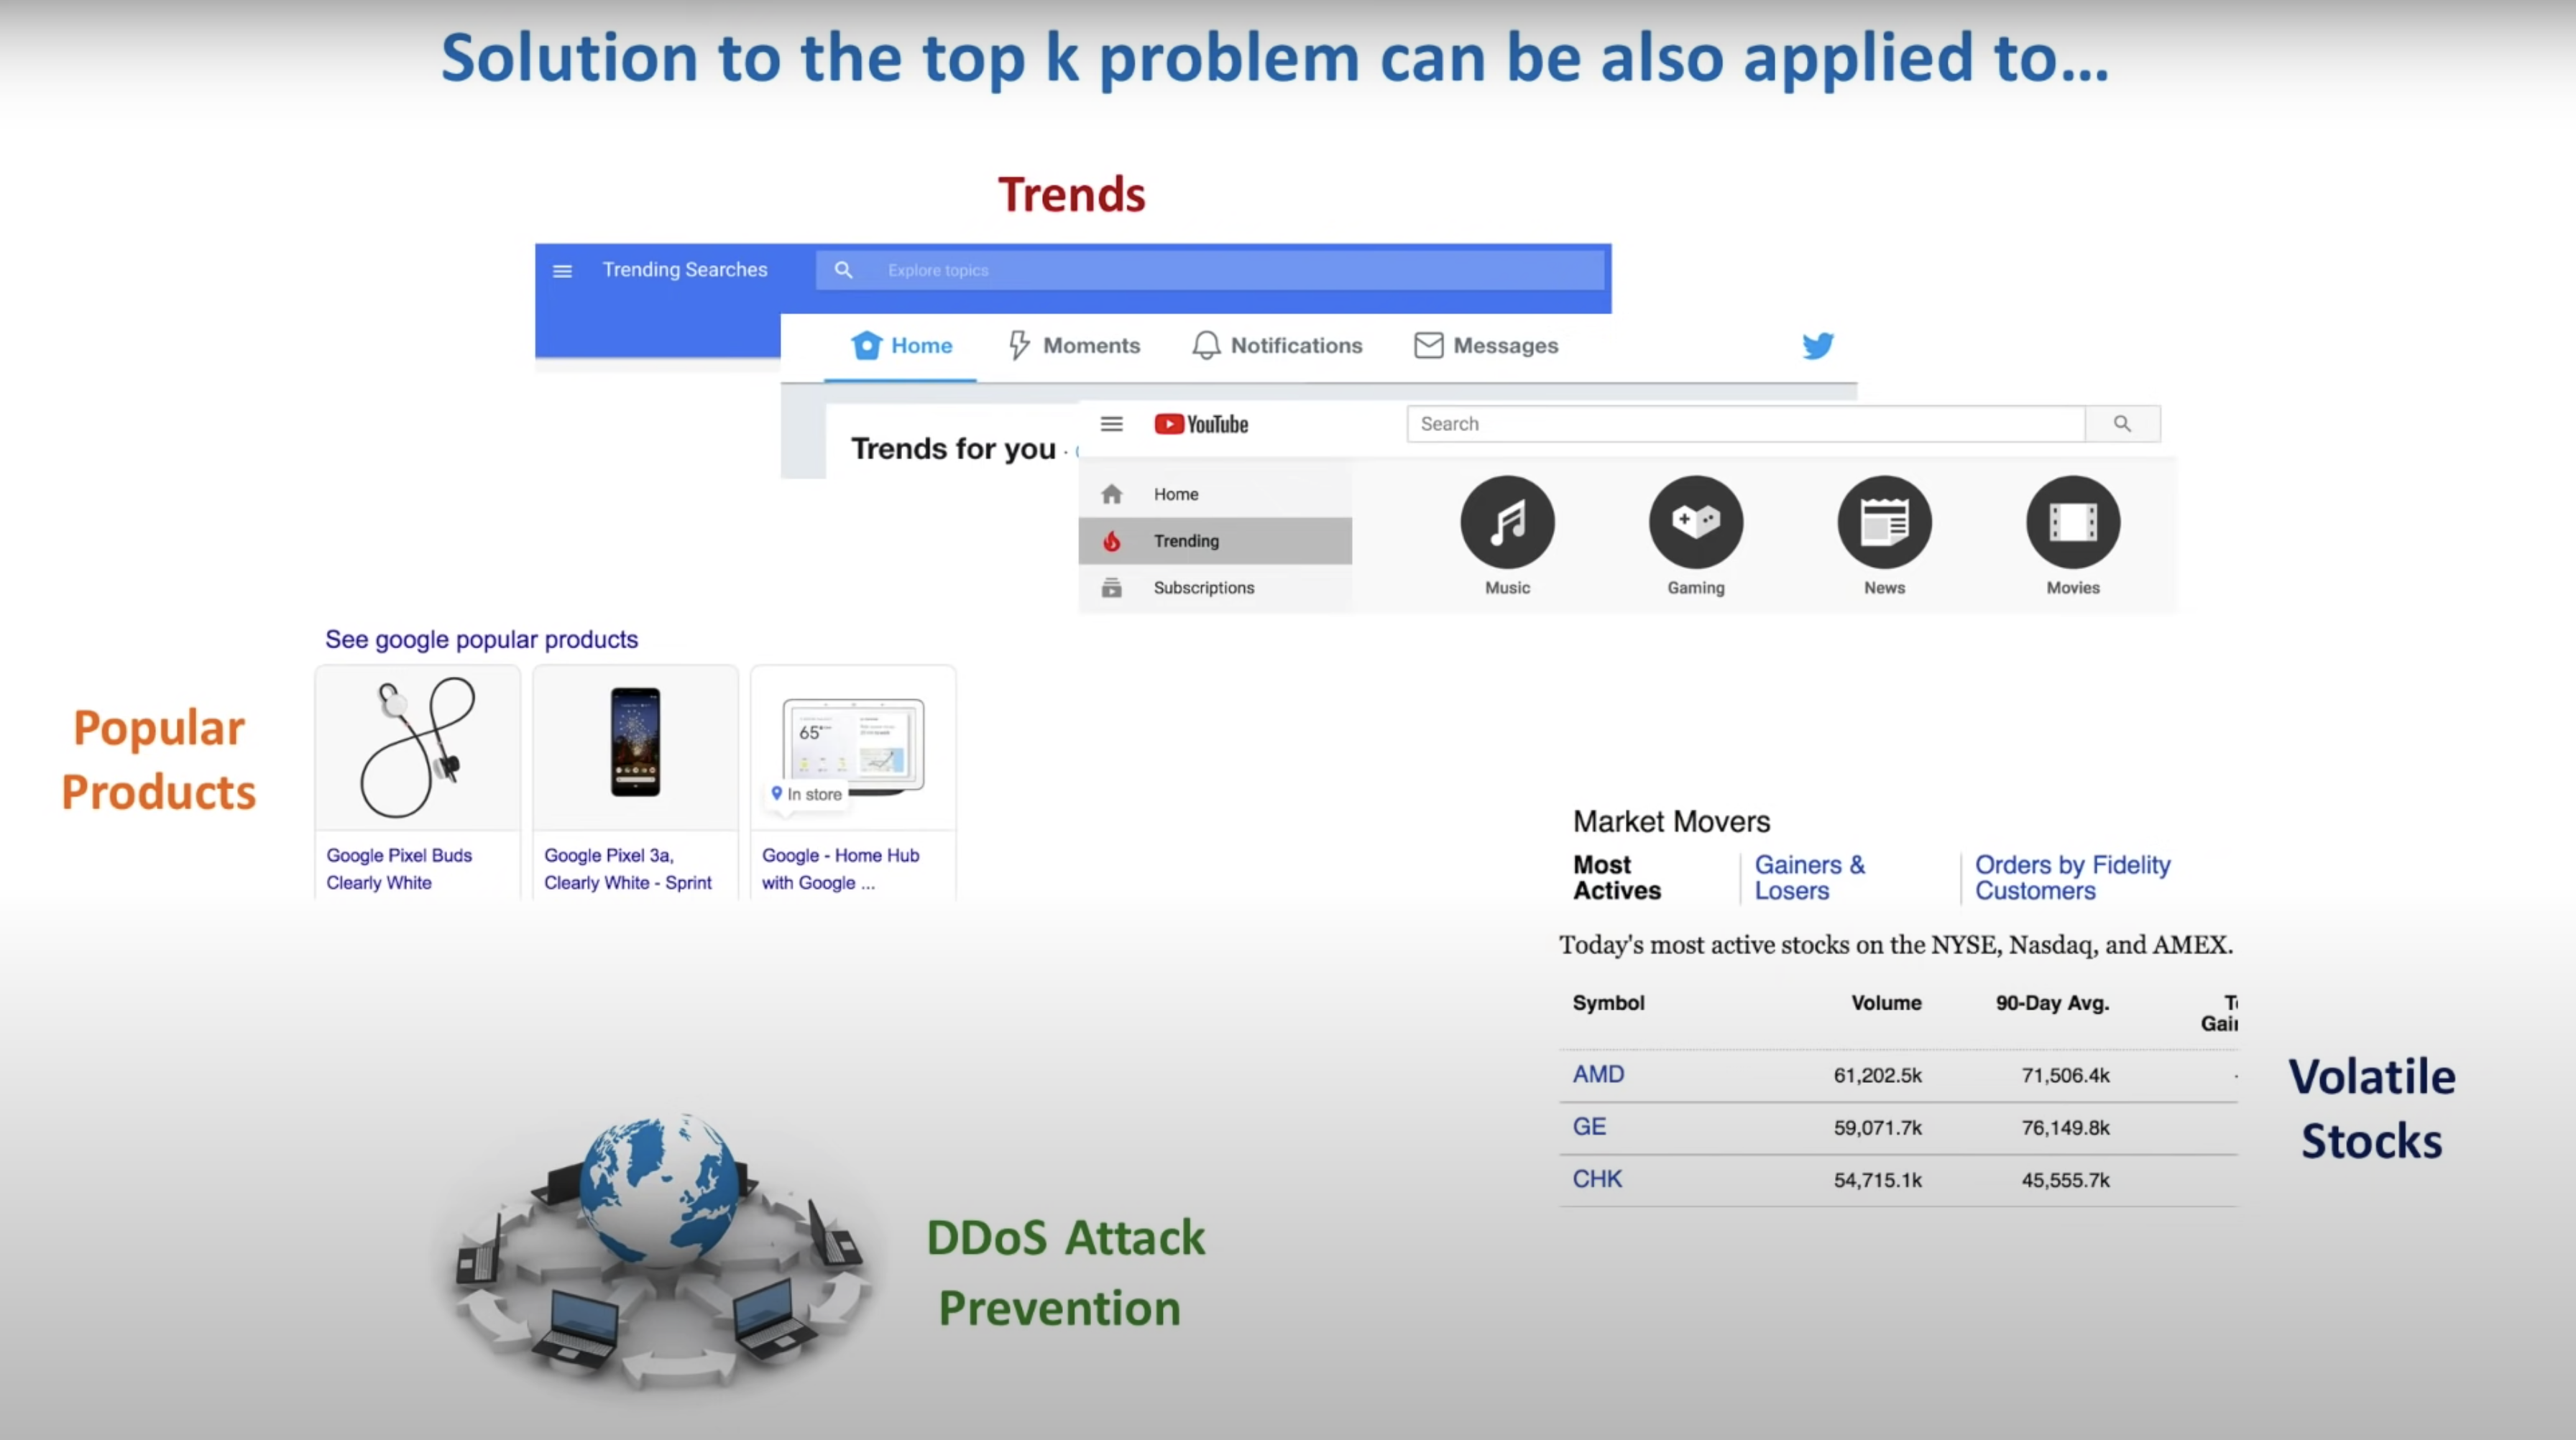 Solution to the top k problem can be also applied to...
Trends
Trending Searches
Explore topics
Home
Moments
Notifications
Messages
Trends for you ·
YouTube
Search
Home
Trending
Subscriptions
Music
Gaming
News
Movies
Popular
Products
See google popular products
65°
In store
Google Pixel Buds
Clearly White
Google Pixel 3a,
Clearly White - Sprint
Google - Home Hub
with Google ...
Market Movers
Most
Actives
Gainers &
Losers
Orders by Fidelity
Customers
Today's most active stocks on the NYSE, Nasdaq, and AMEX.
Symbol
Volume
90-Day Avg.
AMD
61,202.5k
71,506.4k
GE
59,071.7k
76,149.8k
CHK
54,715.1k
45,555.7k
Volatile
Stocks
DDoS Attack
Prevention